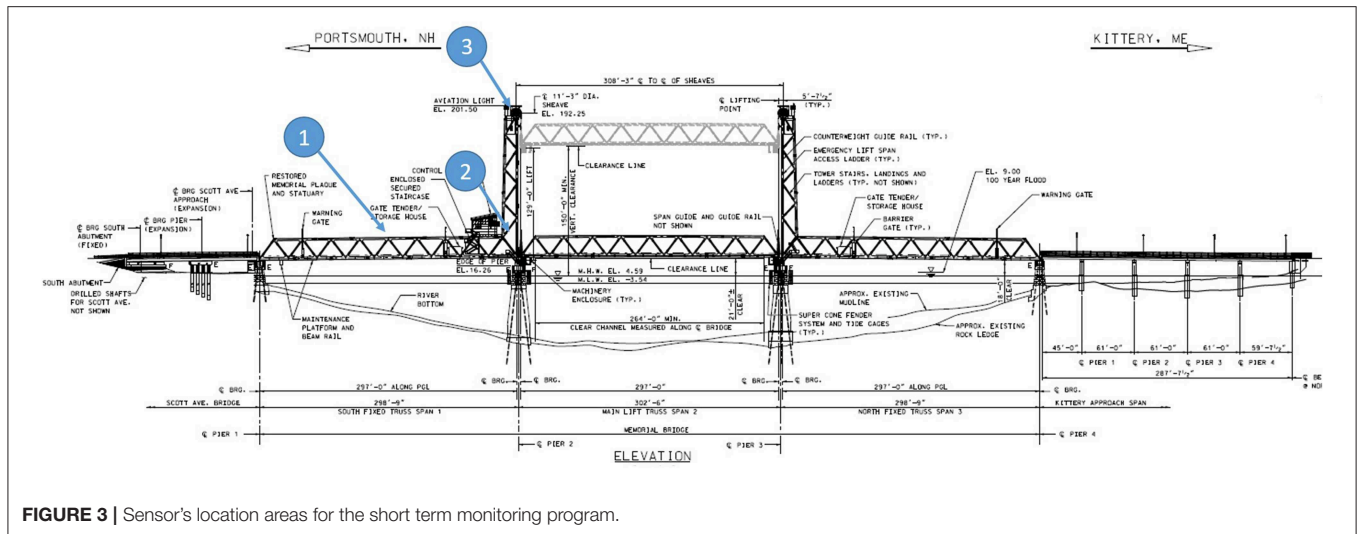 PORTSMOUTH, NH
KITTERY, ME
3
308'-3" ℄ TO ℄ OF SHEAVES
AVIATION LIGHT
EL. 201.50
℄ 11'-3" DIA.
SHEAVE
EL. 192.25
℄ LIFTING
POINT
5'-7½"
(TYP.)
1
2
COUNTERWEIGHT GUIDE RAIL (TYP.)
EMERGENCY LIFT SPAN
ACCESS LADDER (TYP.)
TOWER STAIRS, LANDINGS AND
LADDERS (TYP. NOT SHOWN)
CLEARANCE LINE
129'-0" LIFT
150'-0" MIN.
VERT. CLEARANCE
CONTROL
ENCLOSED
SECURED
STAIRCASE
GATE TENDER/
STORAGE HOUSE
RESTORED
MEMORIAL PLAQUE
AND STATUARY
WARNING
GATE
℄ BRG SCOTT AVE
APPROACH
(EXPANSION)
℄ BRG PIER
(EXPANSION)
℄ BRG SOUTH
ABUTMENT
(FIXED)
SPAN GUIDE AND GUIDE RAIL
NOT SHOWN
GATE TENDER/
STORAGE HOUSE
BARRIER
GATE (TYP.)
EL. 9.00
100 YEAR FLOOD
WARNING GATE
EDGE OF PIER
EL.16.26
M.H.W. EL. 4.59
M.L.W. EL. -3.54
CLEARANCE LINE
SOUTH ABUTMENT
DRILLED SHAFTS
FOR SCOTT AVE.
NOT SHOWN
MAINTENANCE
PLATFORM AND
BEAM RAIL
RIVER
BOTTOM
MACHINERY
ENCLOSURE (TYP.)
264'-0" MIN.
CLEAR CHANNEL MEASURED ALONG ℄ BRIDGE
21'-0"±
CLEAR
SUPER CONE FENDER
SYSTEM AND TIDE GAGES
(TYP.)
APPROX. EXISTING
MUDLINE
APPROX. EXISTING
ROCK LEDGE
18'-0"
CLEAR
45'-0" 61'-0" 61'-0" 61'-0" 59'-7½"
℄ PIER 1 ℄ PIER 2 ℄ PIER 3 ℄ PIER 4
287'-7½"
℄ BRG. ℄ BRG. ℄ BRG. ℄ BRG. ℄ BRG. ℄ BRG.
297'-0" ALONG PGL 297'-0" 297'-0" ALONG PGL
SCOTT AVE. BRIDGE 298'-9" 302'-6" 298'-9" KITTERY APPROACH SPAN
SOUTH FIXED TRUSS SPAN 1 MAIN LIFT TRUSS SPAN 2 NORTH FIXED TRUSS SPAN 3
MEMORIAL BRIDGE
℄ PIER 1 ℄ PIER 2 ℄ PIER 3 ℄ PIER 4
ELEVATION
FIGURE 3 | Sensor's location areas for the short term monitoring program.